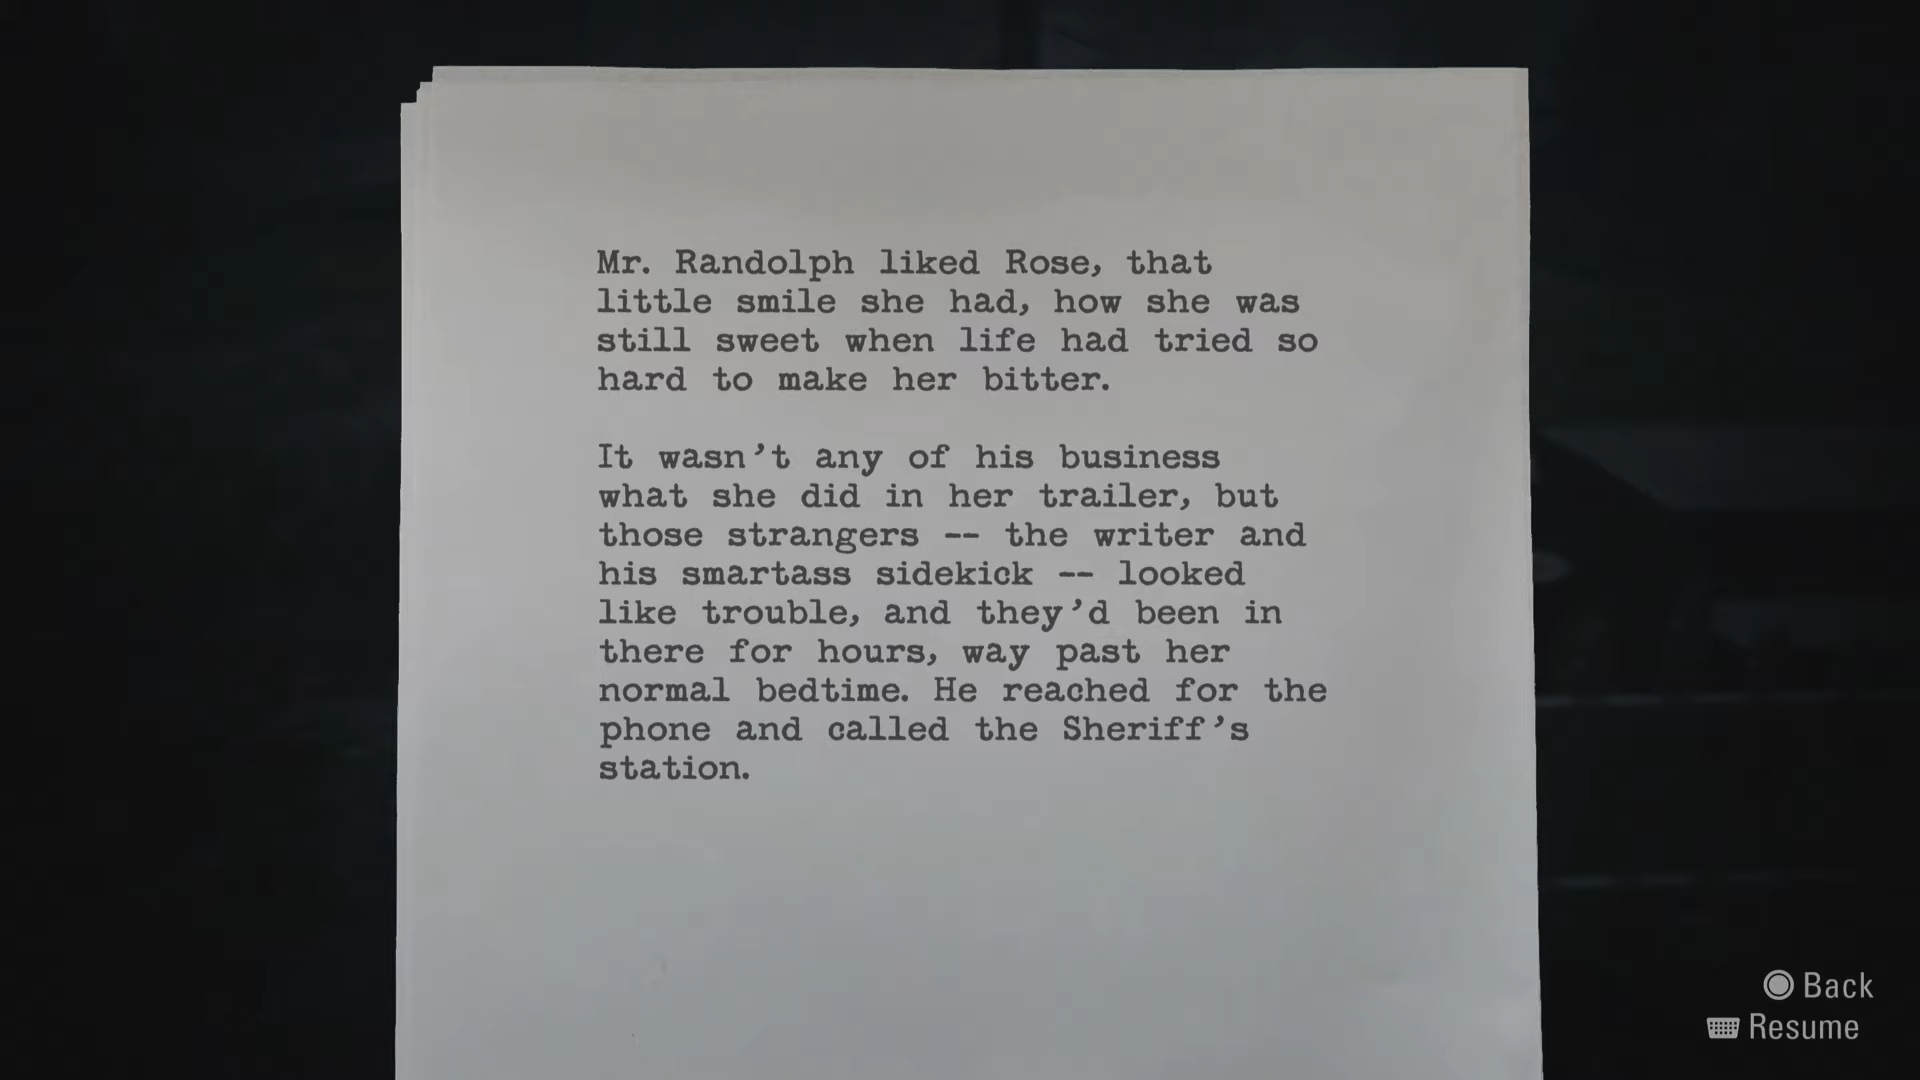 Mr. Randolph liked Rose, that
little smile she had, how she was
still sweet when life had tried so
hard to make her bitter.
It wasn't any of his business
what she did in her trailer, but
those strangers -- the writer and
his smartass sidekick -- looked
like trouble, and they'd been in
there for hours, way past her
normal bedtime. He reached for the
phone and called the Sheriff's
station.
Back
Resume